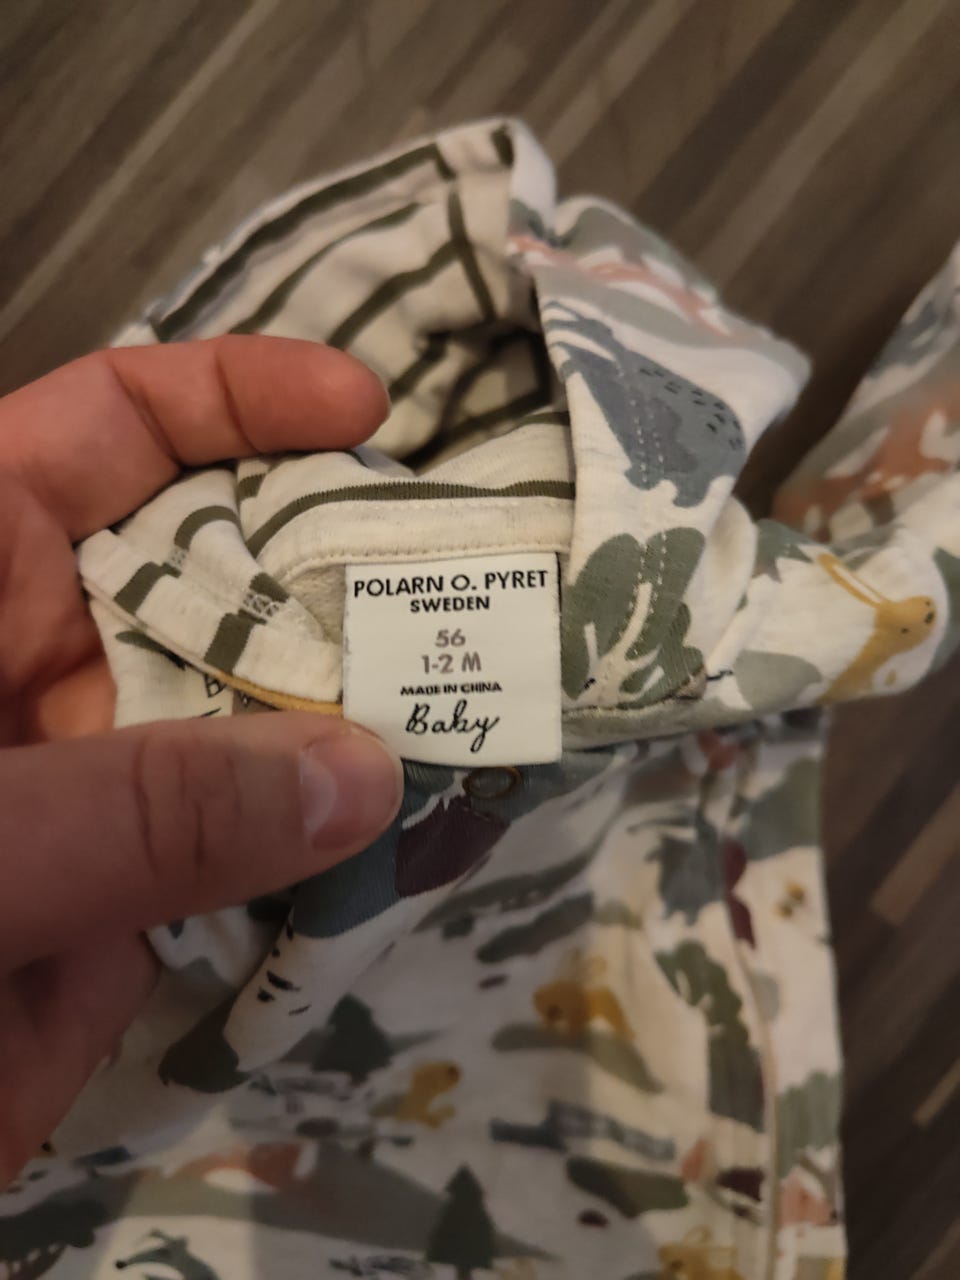 POLARN O. PYRET
SWEDEN
56
1-2 M
MADE IN CHINA
Baby